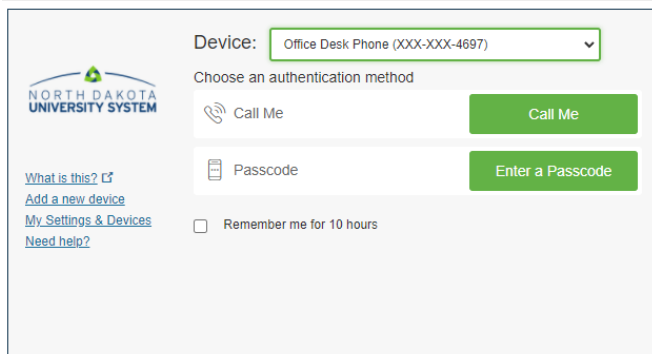 Device: Office Desk Phone (XXX-XXX-4697)
Choose an authentication method
NORTH DAKOTA
UNIVERSITY SYSTEM
Call Me Call Me
Passcode Enter a Passcode
What is this?
Add a new device
My Settings & Devices
Need help?
Remember me for 10 hours